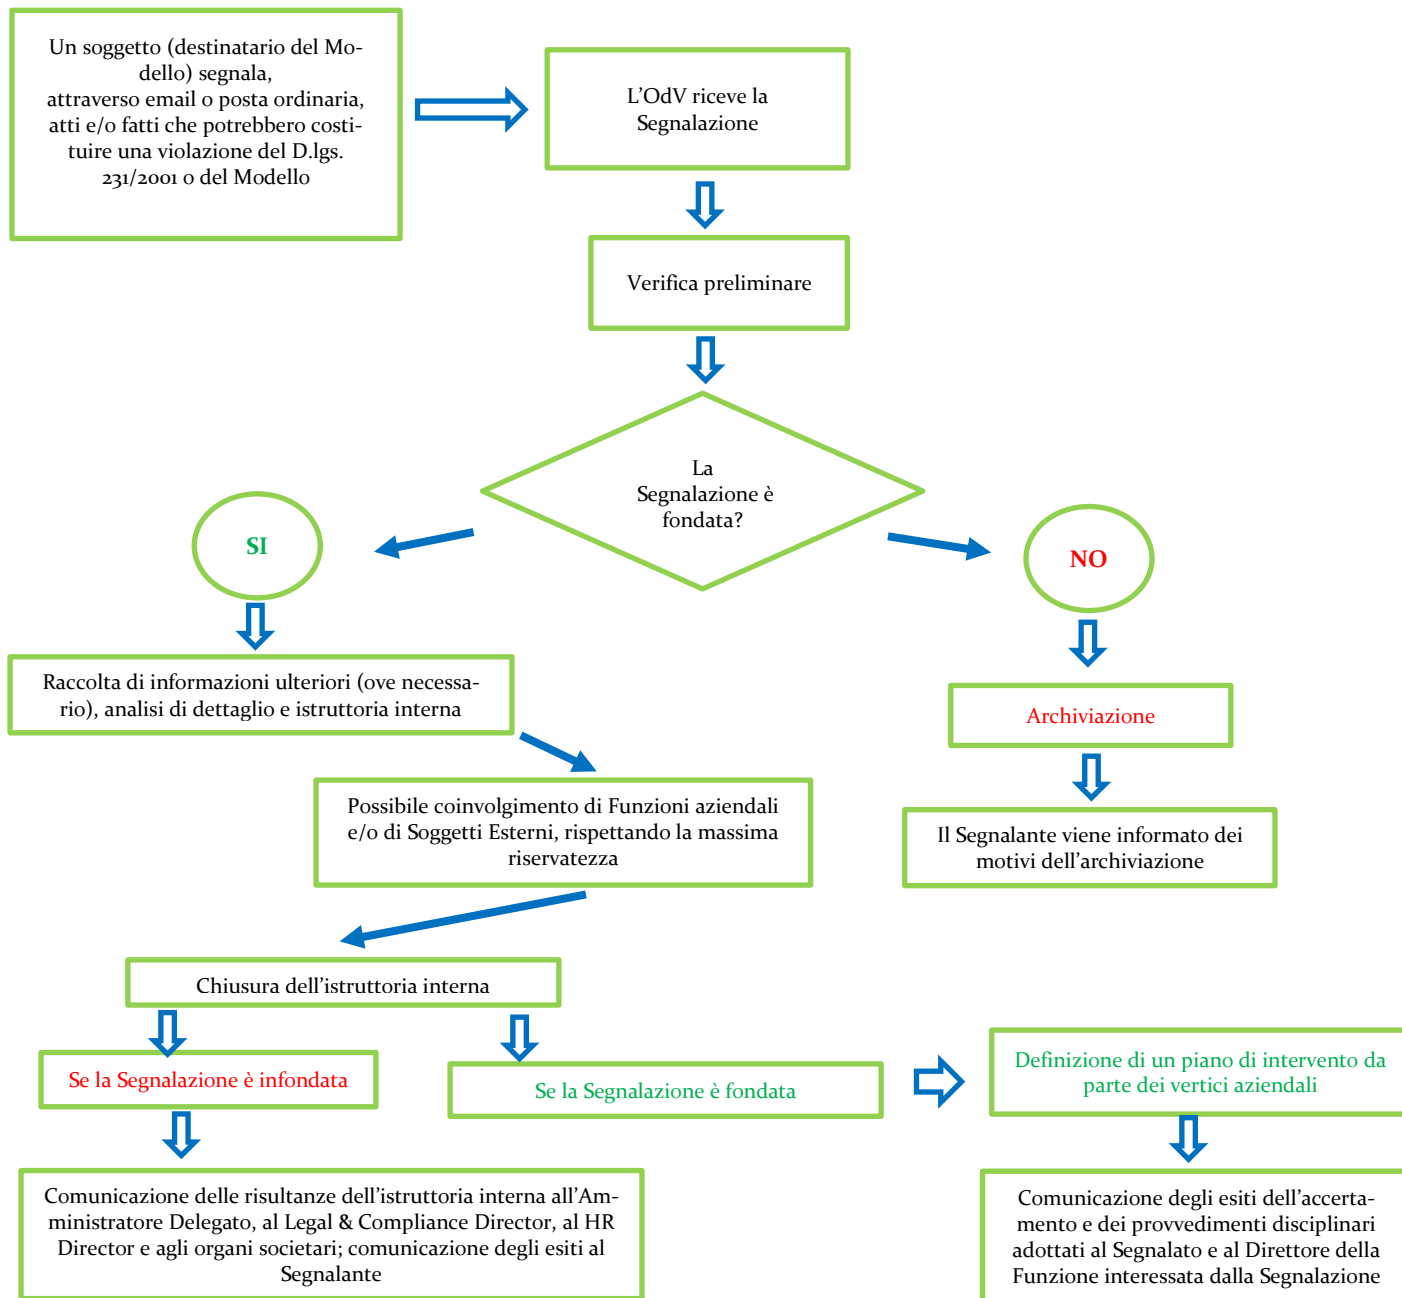 Un soggetto (destinatario del Mo-
dello) segnala,
attraverso email o posta ordinaria,
atti e/o fatti che potrebbero costi-
tuire una violazione del D.lgs.
231/2001 o del Modello
L'OdV riceve la
Segnalazione
Verifica preliminare
La
Segnalazione è
fondata?
SI
NO
Raccolta di informazioni ulteriori (ove necessa-
rio), analisi di dettaglio e istruttoria interna
Archiviazione
Possibile coinvolgimento di Funzioni aziendali
e/o di Soggetti Esterni, rispettando la massima
riservatezza
Il Segnalante viene informato dei
motivi dell'archiviazione
Chiusura dell'istruttoria interna
Se la Segnalazione è infondata
Se la Segnalazione è fondata
Definizione di un piano di intervento da
parte dei vertici aziendali
Comunicazione delle risultanze dell'istruttoria interna all'Am-
ministratore Delegato, al Legal & Compliance Director, al HR
Director e agli organi societari; comunicazione degli esiti al
Segnalante
Comunicazione degli esiti dell'accerta-
mento e dei provvedimenti disciplinari
adottati al Segnalato e al Direttore della
Funzione interessata dalla Segnalazione